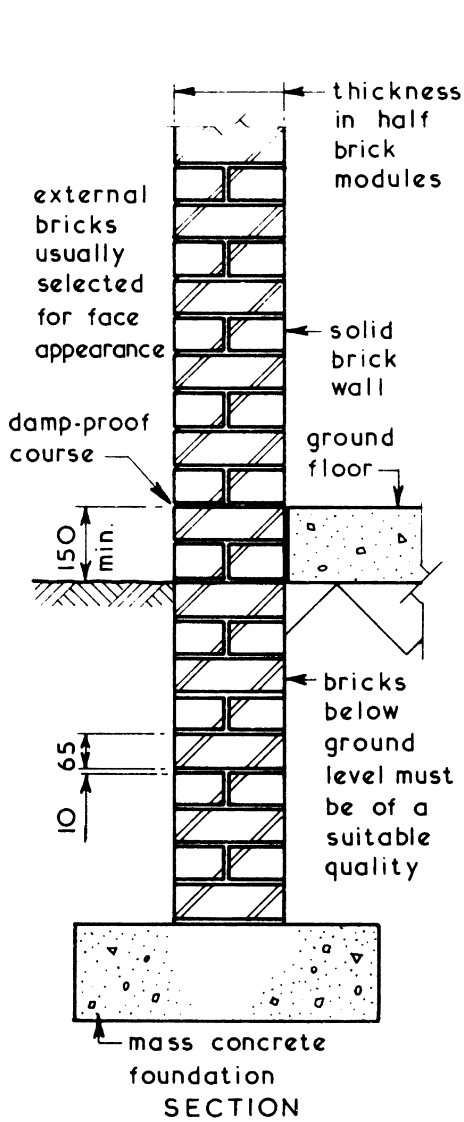 thickness
in half
brick
modules
external
bricks
usually
selected
for face
appearance
solid
brick
wall
damp-proof
course
ground
floor
150
min.
bricks
below
ground
level must
be of a
suitable
quality
65
10
mass concrete
foundation
SECTION